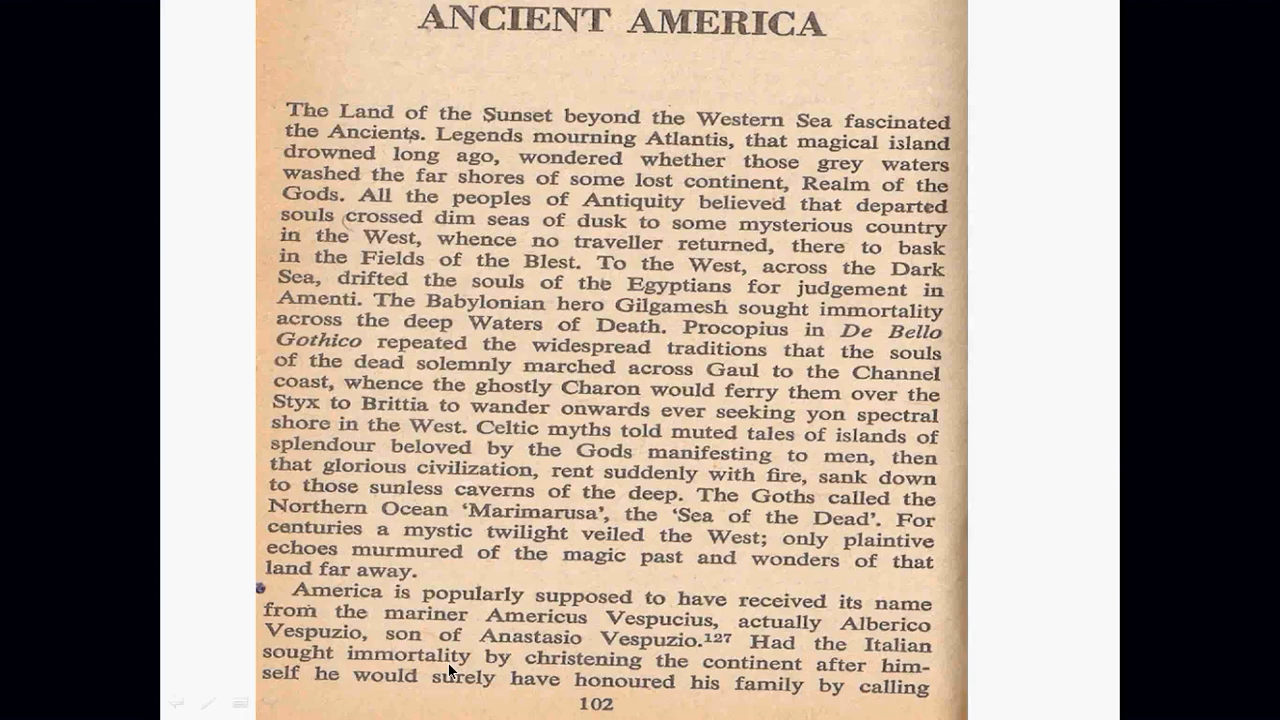 ANCIENT AMERICA
The Land of the Sunset beyond the Western Sea fascinated
the Ancients. Legends mourning Atlantis, that magical island
drowned long ago, wondered whether those grey waters
washed the far shores of some lost continent, Realm of the
Gods. All the peoples of Antiquity believed that departed
souls crossed dim seas of dusk to some mysterious country
in the West, whence no traveller returned, there to bask
in the Fields of the Blest. To the West, across the Dark
Sea, drifted the souls of the Egyptians for judgement in
Amenti. The Babylonian hero Gilgamesh sought immortality
across the deep Waters of Death. Procopius in De Bello
Gothico repeated the widespread traditions that the souls
of the dead solemnly marched across Gaul to the Channel
coast, whence the ghostly Charon would ferry them over the
Styx to Brittia to wander onwards ever seeking yon spectral
shore in the West. Celtic myths told muted tales of islands of
splendour beloved by the Gods manifesting to men, then
that glorious civilization, rent suddenly with fire, sank down
to those sunless caverns of the deep. The Goths called the
Northern Ocean ‘Marimarusa’, the ‘Sea of the Dead’. For
centuries a mystic twilight veiled the West; only plaintive
echoes murmured of the magic past and wonders of that
land far away.
America is popularly supposed to have received its name
from the mariner Americus Vespucius, actually Alberico
Vespuzio, son of Anastasio Vespuzio.¹²⁷ Had the Italian
sought immortality by christening the continent after him-
self he would surely have honoured his family by calling
102